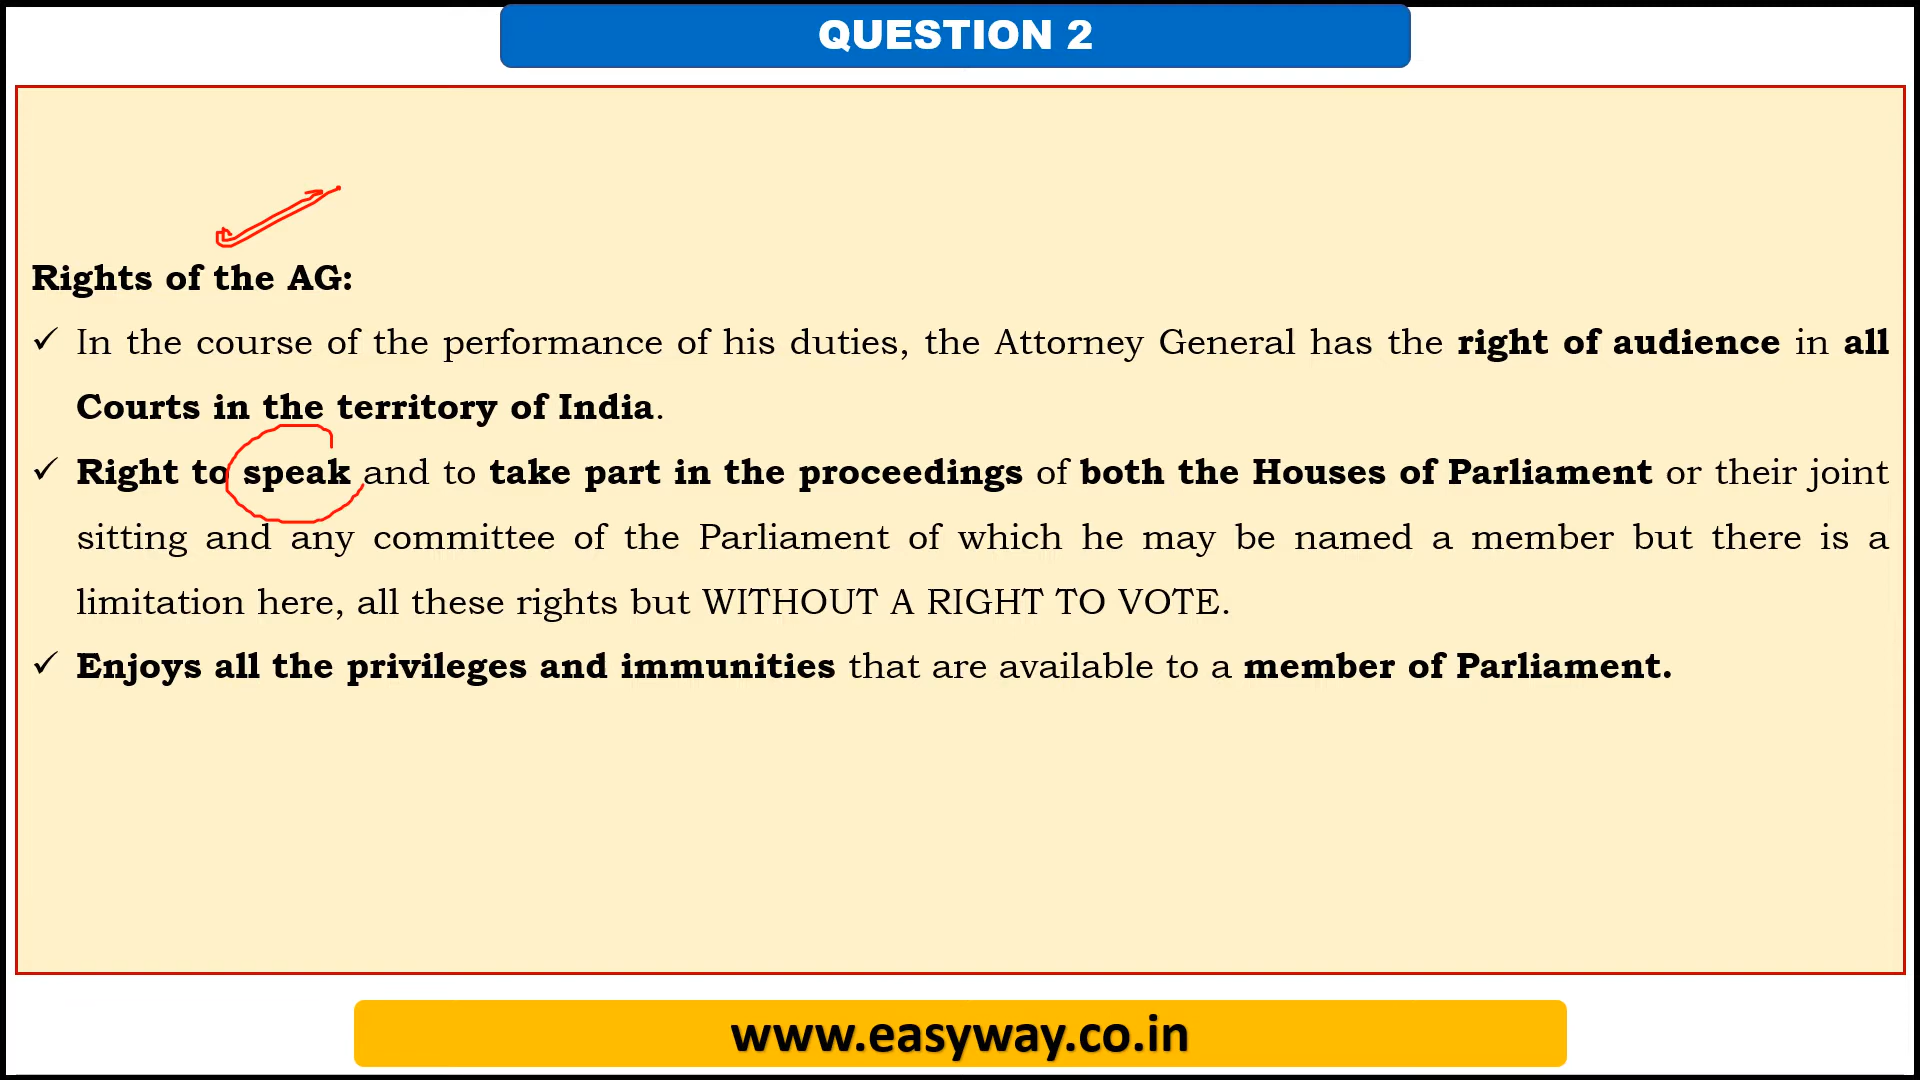 QUESTION 2
Rights of the AG:
✓ In the course of the performance of his duties, the Attorney General has the right of audience in all
Courts in the territory of India.
✓ Right to speak and to take part in the proceedings of both the Houses of Parliament or their joint
sitting and any committee of the Parliament of which he may be named a member but there is a
limitation here, all these rights but WITHOUT A RIGHT TO VOTE.
✓ Enjoys all the privileges and immunities that are available to a member of Parliament.
www.easyway.co.in